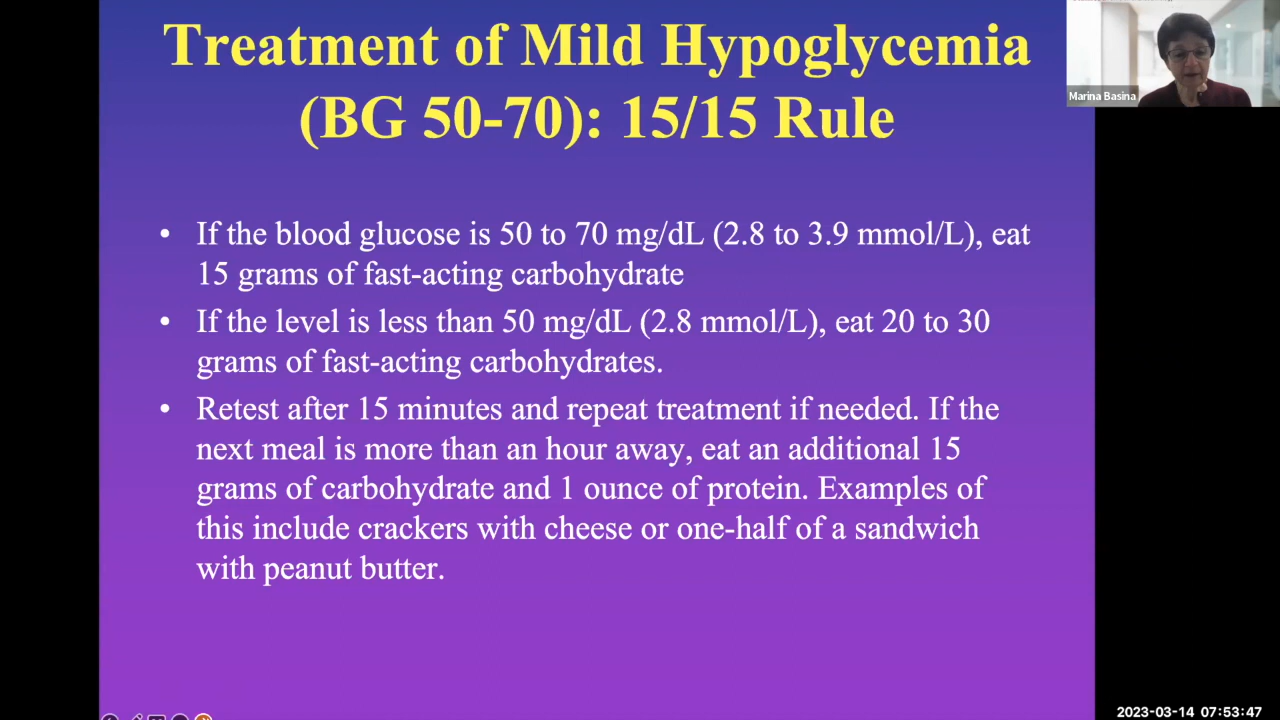 Treatment of Mild Hypoglycemia
(BG 50-70): 15/15 Rule
Marina Basina
• If the blood glucose is 50 to 70 mg/dL (2.8 to 3.9 mmol/L), eat
15 grams of fast-acting carbohydrate
• If the level is less than 50 mg/dL (2.8 mmol/L), eat 20 to 30
grams of fast-acting carbohydrates.
• Retest after 15 minutes and repeat treatment if needed. If the
next meal is more than an hour away, eat an additional 15
grams of carbohydrate and 1 ounce of protein. Examples of
this include crackers with cheese or one-half of a sandwich
with peanut butter.
2023-03-14 07:53:47